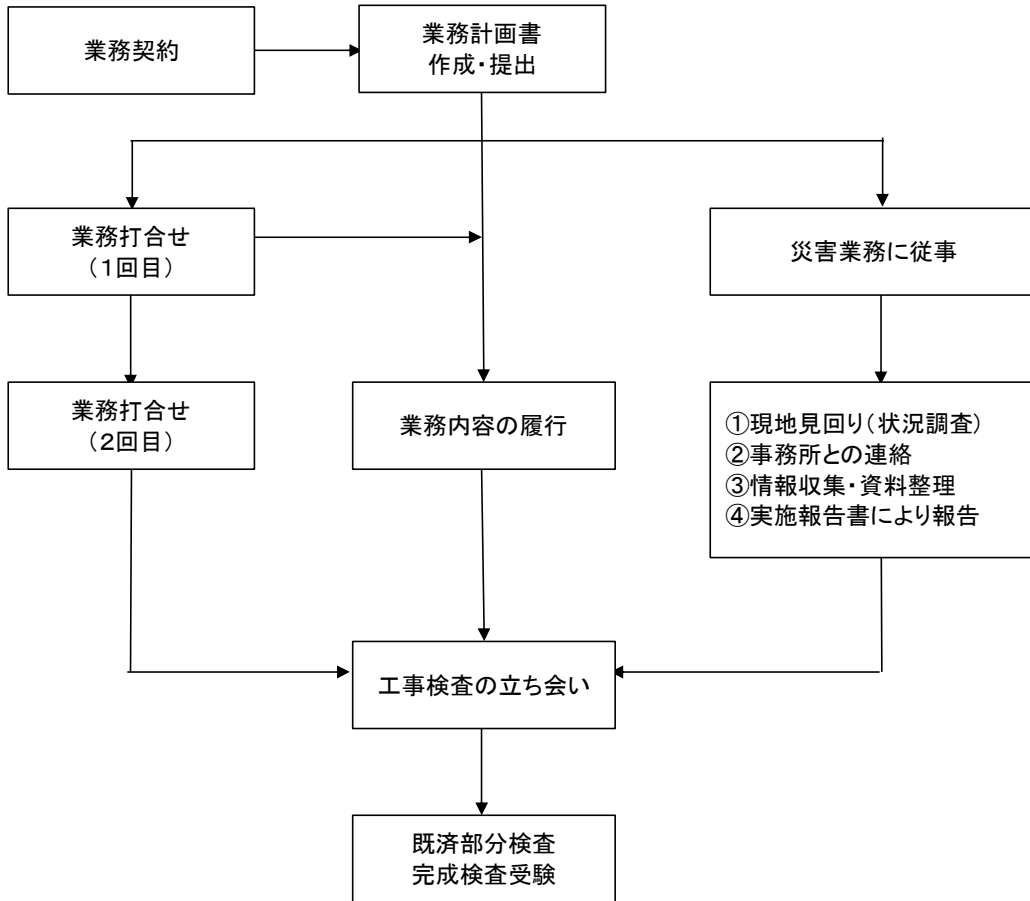 業務契約
業務計画書
作成・提出
業務打合せ
（１回目）
災害業務に従事
業務打合せ
（２回目）
業務内容の履行
①現地見回り（状況調査）
②事務所との連絡
③情報収集・資料整理
④実施報告書により報告
工事検査の立ち会い
既済部分検査
完成検査受験